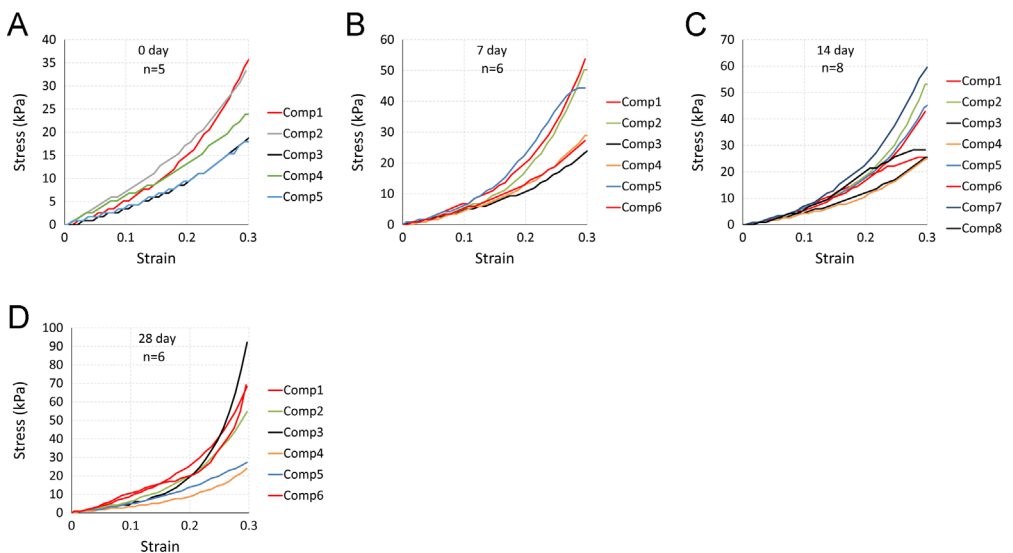 A
0 day
n=5
Stress (kPa)
40
35
30
25
20
15
10
5
0
0
0.1
0.2
0.3
Strain
Comp1
Comp2
Comp3
Comp4
Comp5
B
7 day
n=6
Stress (kPa)
60
50
40
30
20
10
0
0
0.1
0.2
0.3
Strain
Comp1
Comp2
Comp3
Comp4
Comp5
Comp6
C
14 day
n=8
Stress (kPa)
70
60
50
40
30
20
10
0
0
0.1
0.2
0.3
Strain
Comp1
Comp2
Comp3
Comp4
Comp5
Comp6
Comp7
Comp8
D
28 day
n=6
Stress (kPa)
100
90
80
70
60
50
40
30
20
10
0
0
0.1
0.2
0.3
Strain
Comp1
Comp2
Comp3
Comp4
Comp5
Comp6